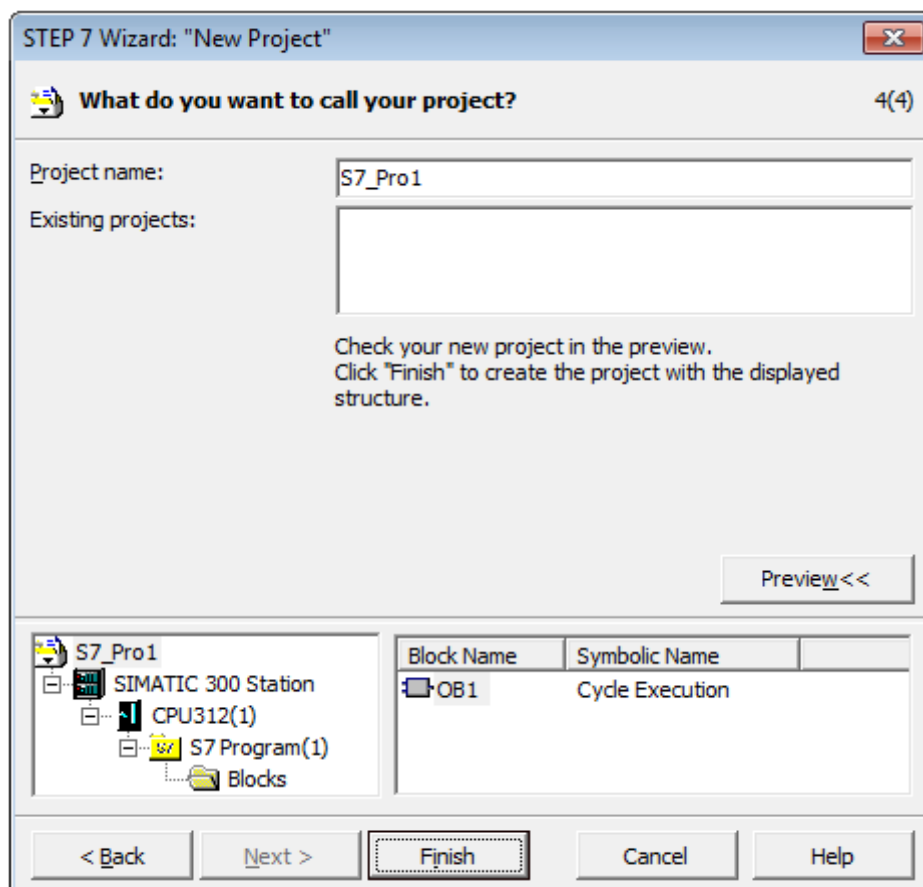 STEP 7 Wizard: "New Project"
What do you want to call your project?
4(4)
Project name:
S7_Pro1
Existing projects:
Check your new project in the preview.
Click "Finish" to create the project with the displayed
structure.
Preview<<
S7_Pro1
SIMATIC 300 Station
CPU312(1)
S7 Program(1)
Blocks
Block Name Symbolic Name
OB1 Cycle Execution
< Back Next > Finish Cancel Help